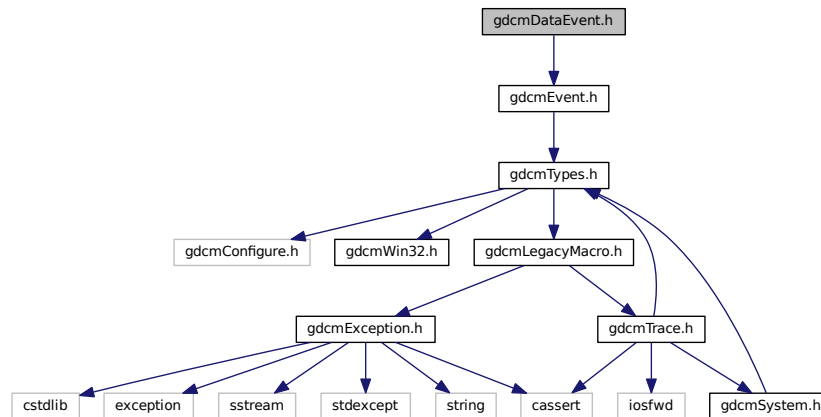 gdcmDataEvent.h
gdcmEvent.h
gdcmTypes.h
gdcmConfigure.h
gdcmWin32.h
gdcmLegacyMacro.h
gdcmException.h
gdcmTrace.h
cstdlib
exception
sstream
stdexcept
string
cassert
iosfwd
gdcmSystem.h